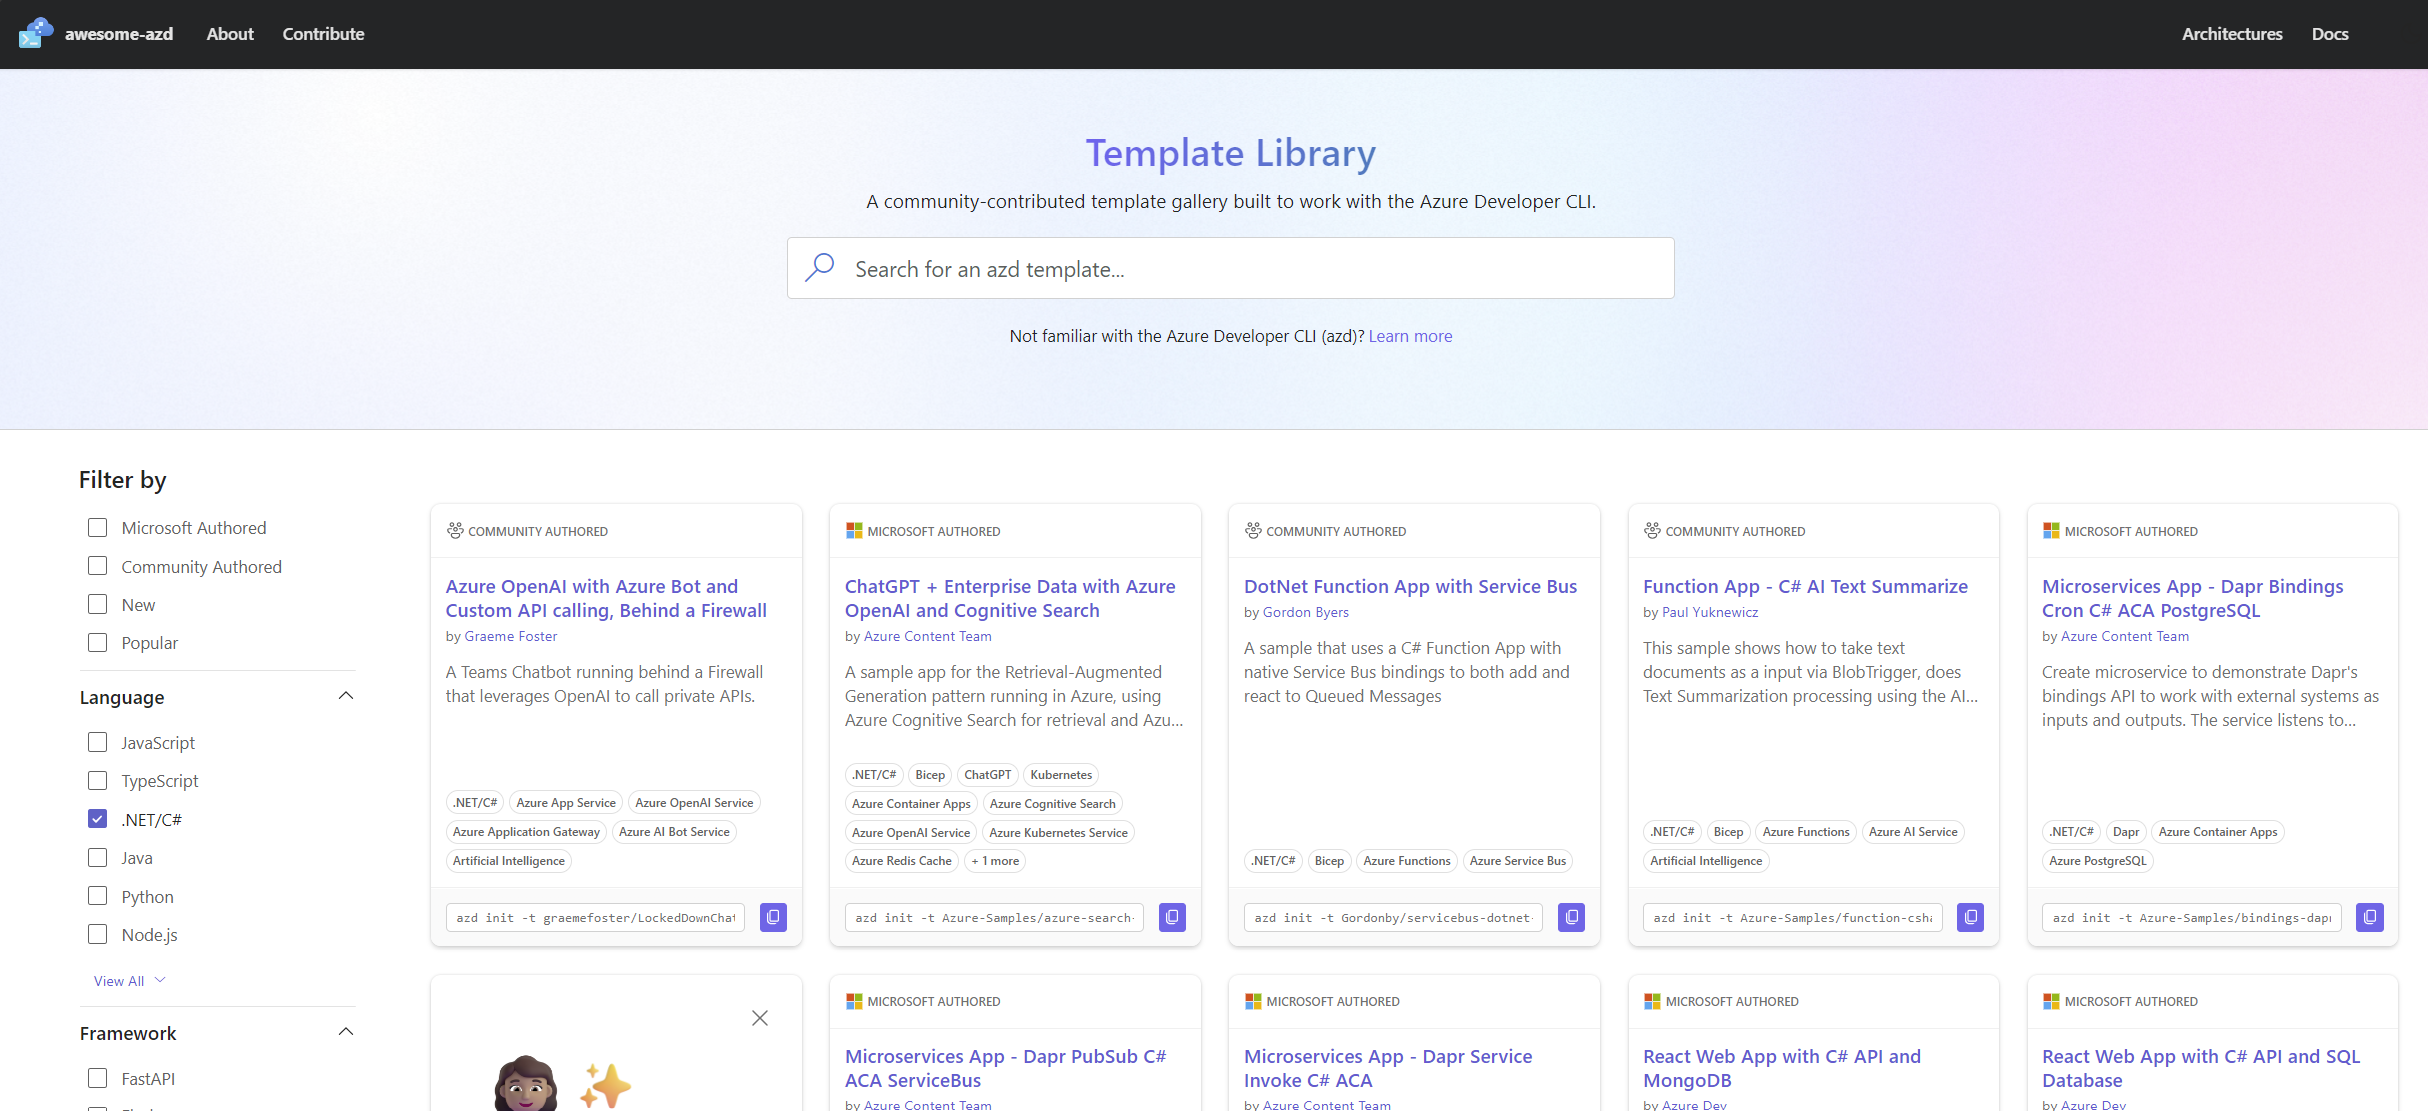 awesome-azd About Contribute Architectures Docs
Template Library
A community-contributed template gallery built to work with the Azure Developer CLI.
Search for an azd template...
Not familiar with the Azure Developer CLI (azd)? Learn more
Filter by
Microsoft Authored
Community Authored
New
Popular
Language
JavaScript
TypeScript
.NET/C#
Java
Python
Node.js
View All
Framework
FastAPI
COMMUNITY AUTHORED
Azure OpenAI with Azure Bot and
Custom API calling, Behind a Firewall
by Graeme Foster
A Teams Chatbot running behind a Firewall
that leverages OpenAI to call private APIs.
.NET/C# Azure App Service Azure OpenAI Service
Azure Application Gateway Azure AI Bot Service
Artificial Intelligence
azd init -t graemefoster/LockedDownChat
MICROSOFT AUTHORED
ChatGPT + Enterprise Data with Azure
OpenAI and Cognitive Search
by Azure Content Team
A sample app for the Retrieval-Augmented
Generation pattern running in Azure, using
Azure Cognitive Search for retrieval and Azu...
.NET/C# Bicep ChatGPT Kubernetes
Azure Container Apps Azure Cognitive Search
Azure OpenAI Service Azure Kubernetes Service
Azure Redis Cache + 1 more
azd init -t Azure-Samples/azure-search-
COMMUNITY AUTHORED
DotNet Function App with Service Bus
by Gordon Byers
A sample that uses a C# Function App with
native Service Bus bindings to both add and
react to Queued Messages
.NET/C# Bicep Azure Functions Azure Service Bus
azd init -t Gordonby/servicebus-dotnet-
COMMUNITY AUTHORED
Function App - C# AI Text Summarize
by Paul Yuknewicz
This sample shows how to take text
documents as a input via BlobTrigger, does
Text Summarization processing using the AI...
.NET/C# Bicep Azure Functions Azure AI Service
Artificial Intelligence
azd init -t Azure-Samples/function-csha
MICROSOFT AUTHORED
Microservices App - Dapr Bindings
Cron C# ACA PostgreSQL
by Azure Content Team
Create microservice to demonstrate Dapr's
bindings API to work with external systems as
inputs and outputs. The service listens to...
.NET/C# Dapr Azure Container Apps
Azure PostgreSQL
azd init -t Azure-Samples/bindings-dapr
MICROSOFT AUTHORED
Microservices App - Dapr PubSub C#
ACA ServiceBus
by Azure Content Team
MICROSOFT AUTHORED
Microservices App - Dapr Service
Invoke C# ACA
by Azure Content Team
MICROSOFT AUTHORED
React Web App with C# API and
MongoDB
by Azure Dev
MICROSOFT AUTHORED
React Web App with C# API and SQL
Database
by Azure Dev